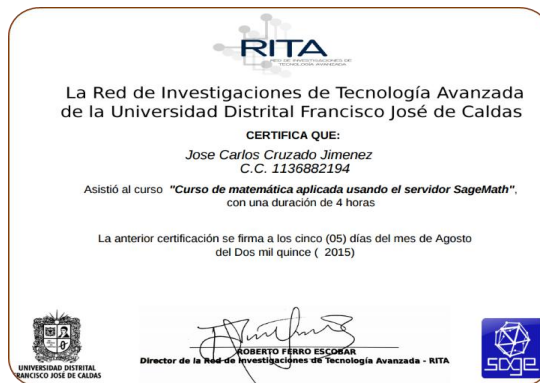 RITA
RED DE INVESTIGACIONES DE
TECNOLOGÍA AVANZADA
La Red de Investigaciones de Tecnología Avanzada
de la Universidad Distrital Francisco José de Caldas
CERTIFICA QUE:
Jose Carlos Cruzado Jimenez
C.C. 1136882194
Asistió al curso "Curso de matemática aplicada usando el servidor SageMath",
con una duración de 4 horas
La anterior certificación se firma a los cinco (05) días del mes de Agosto
del Dos mil quince ( 2015)
ROBERTO FERRO ESCOBAR
Director de la Red de Investigaciones de Tecnología Avanzada - RITA
UNIVERSIDAD DISTRITAL
FRANCISCO JOSÉ DE CALDAS
sage